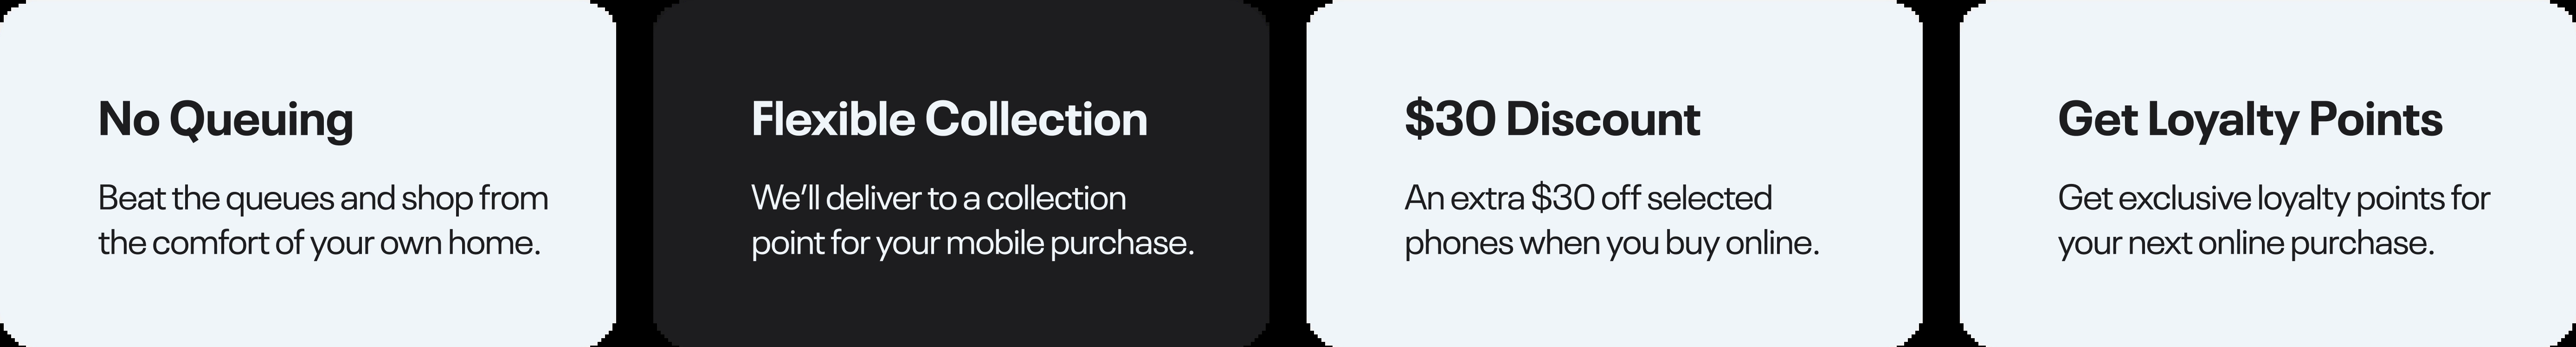 No Queuing
Beat the queues and shop from
the comfort of your own home.
Flexible Collection
We’ll deliver to a collection
point for your mobile purchase.
$30 Discount
An extra $30 off selected
phones when you buy online.
Get Loyalty Points
Get exclusive loyalty points for
your next online purchase.